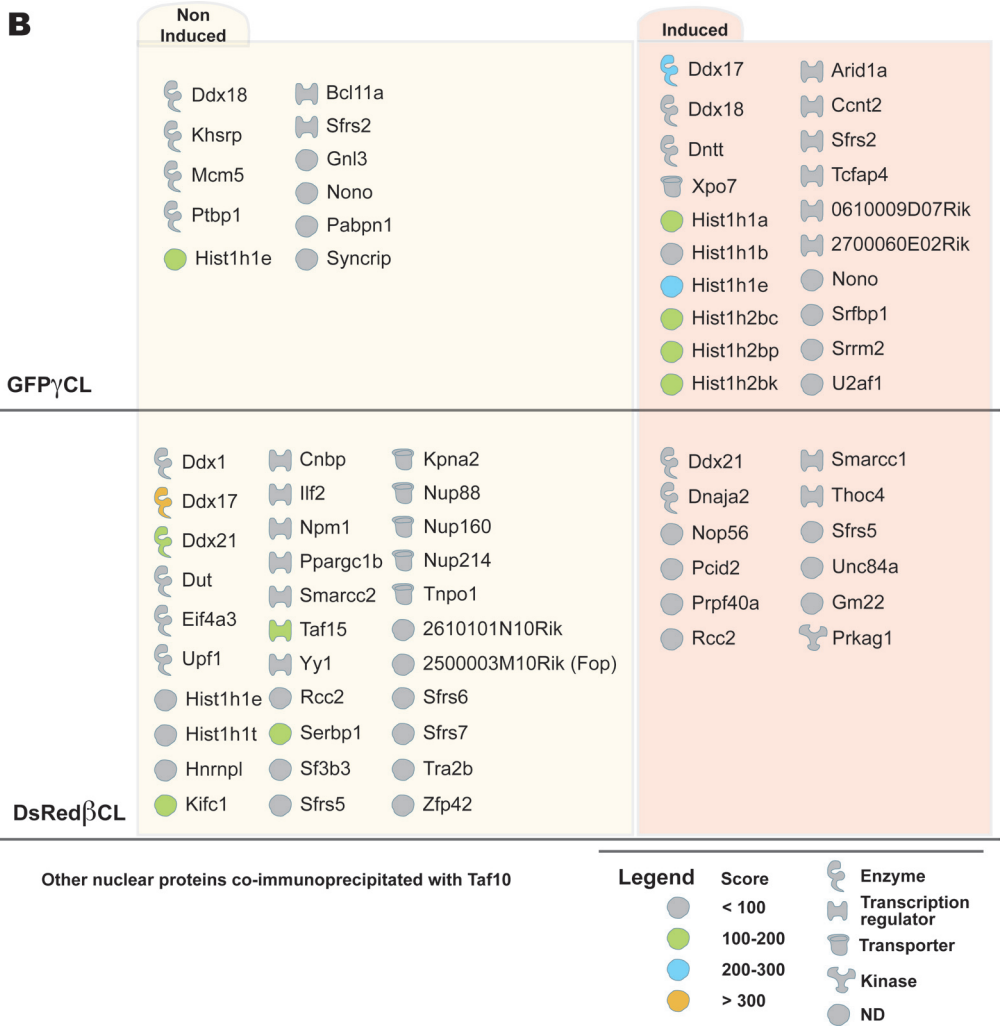 B
Non
Induced
Induced
Ddx18
Khsrp
Mcm5
Ptbp1
Hist1h1e
Bcl11a
Sfrs2
Gnl3
Nono
Pabpn1
Syncrip
Ddx17
Ddx18
Dntt
Xpo7
Hist1h1a
Hist1h1b
Hist1h1e
Hist1h2bc
Hist1h2bp
Hist1h2bk
Arid1a
Ccnt2
Sfrs2
Tcfap4
0610009D07Rik
2700060E02Rik
Nono
Srfbp1
Srrm2
U2af1
GFPγCL
Ddx1
Ddx17
Ddx21
Dut
Eif4a3
Upf1
Hist1h1e
Hist1h1t
Hnrnpl
Kifc1
Cnbp
Ilf2
Npm1
Ppargc1b
Smarcc2
Taf15
Yy1
Rcc2
Serbp1
Sf3b3
Sfrs5
Kpna2
Nup88
Nup160
Nup214
Tnpo1
2610101N10Rik
2500003M10Rik (Fop)
Sfrs6
Sfrs7
Tra2b
Zfp42
Ddx21
Dnaja2
Nop56
Pcid2
Prpf40a
Rcc2
Smarcc1
Thoc4
Sfrs5
Unc84a
Gm22
Prkag1
DsRedβCL
Other nuclear proteins co-immunoprecipitated with Taf10
Legend
Score
< 100
100-200
200-300
> 300
Enzyme
Transcription
regulator
Transporter
Kinase
ND